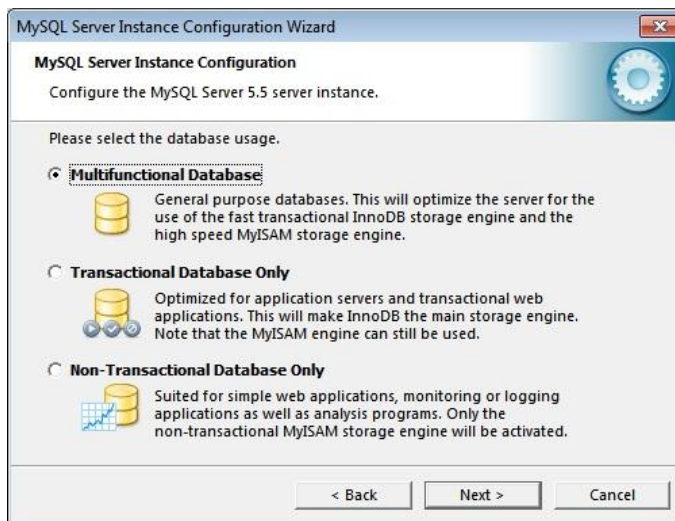 MySQL Server Instance Configuration Wizard
MySQL Server Instance Configuration
Configure the MySQL Server 5.5 server instance.
Please select the database usage.
Multifunctional Database
General purpose databases. This will optimize the server for the
use of the fast transactional InnoDB storage engine and the
high speed MyISAM storage engine.
Transactional Database Only
Optimized for application servers and transactional web
applications. This will make InnoDB the main storage engine.
Note that the MyISAM engine can still be used.
Non-Transactional Database Only
Suited for simple web applications, monitoring or logging
applications as well as analysis programs. Only the
non-transactional MyISAM storage engine will be activated.
< Back Next > Cancel